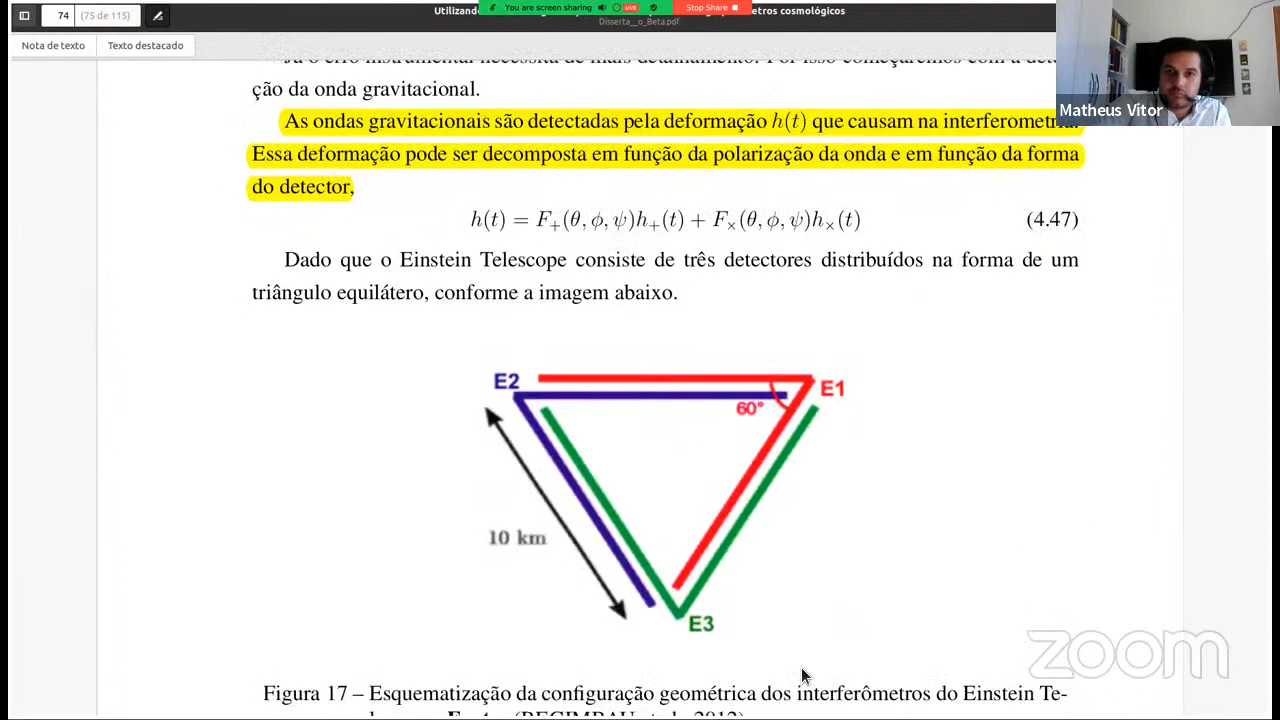 74 (75 de 115)
Utilizand
You are screen sharing LIVE Stop Share
metros cosmológicos
Disserta__o_Beta.pdf
Nota de texto Texto destacado
Matheus Vitor
ção da onda gravitacional.
As ondas gravitacionais são detectadas pela deformação h(t) que causam na interferometria.
Essa deformação pode ser decomposta em função da polarização da onda e em função da forma
do detector,
h(t) = F₊(θ, ϕ, ψ)h₊(t) + F×(θ, ϕ, ψ)h×(t) (4.47)
Dado que o Einstein Telescope consiste de três detectores distribuídos na forma de um
triângulo equilátero, conforme a imagem abaixo.
E2
E1
60°
10 km
E3
zoom
Figura 17 – Esquematização da configuração geométrica dos interferômetros do Einstein Te-